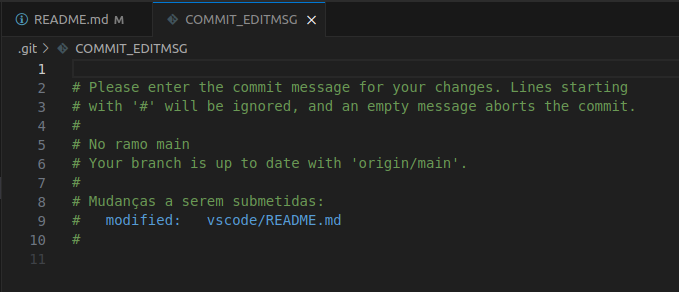 README.md M COMMIT_EDITMSG ×
.git > COMMIT_EDITMSG
1
2 # Please enter the commit message for your changes. Lines starting
3 # with '#' will be ignored, and an empty message aborts the commit.
4 #
5 # No ramo main
6 # Your branch is up to date with 'origin/main'.
7 #
8 # Mudanças a serem submetidas:
9 #   modified:   vscode/README.md
10 #
11